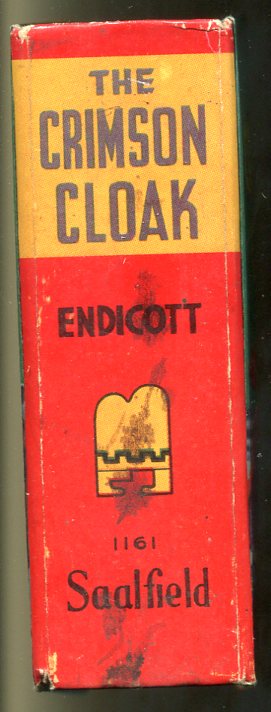 THE
CRIMSON
CLOAK
ENDICOTT
1161
Saalfield